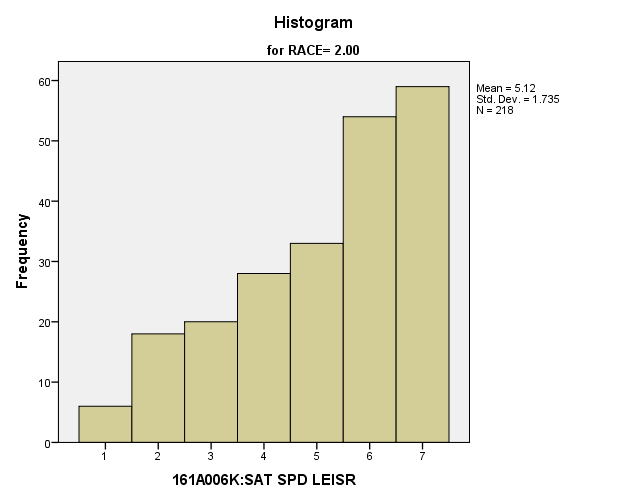 Histogram
for RACE= 2.00
Mean = 5.12
Std. Dev. = 1.735
N = 218
Frequency
60
50
40
30
20
10
0
1 2 3 4 5 6 7
161A006K:SAT SPD LEISR